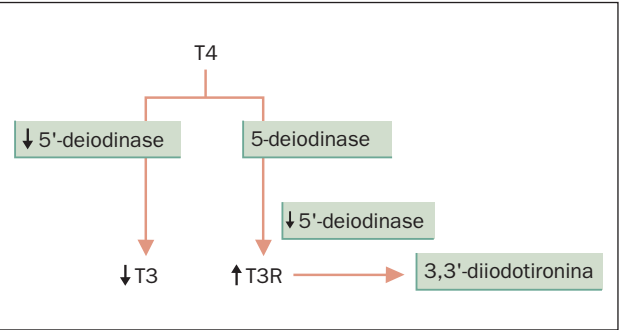 T4
↓ 5'-deiodinase
5-deiodinase
↓ 5'-deiodinase
↓ T3
↑ T3R
3,3'-diiodotironina